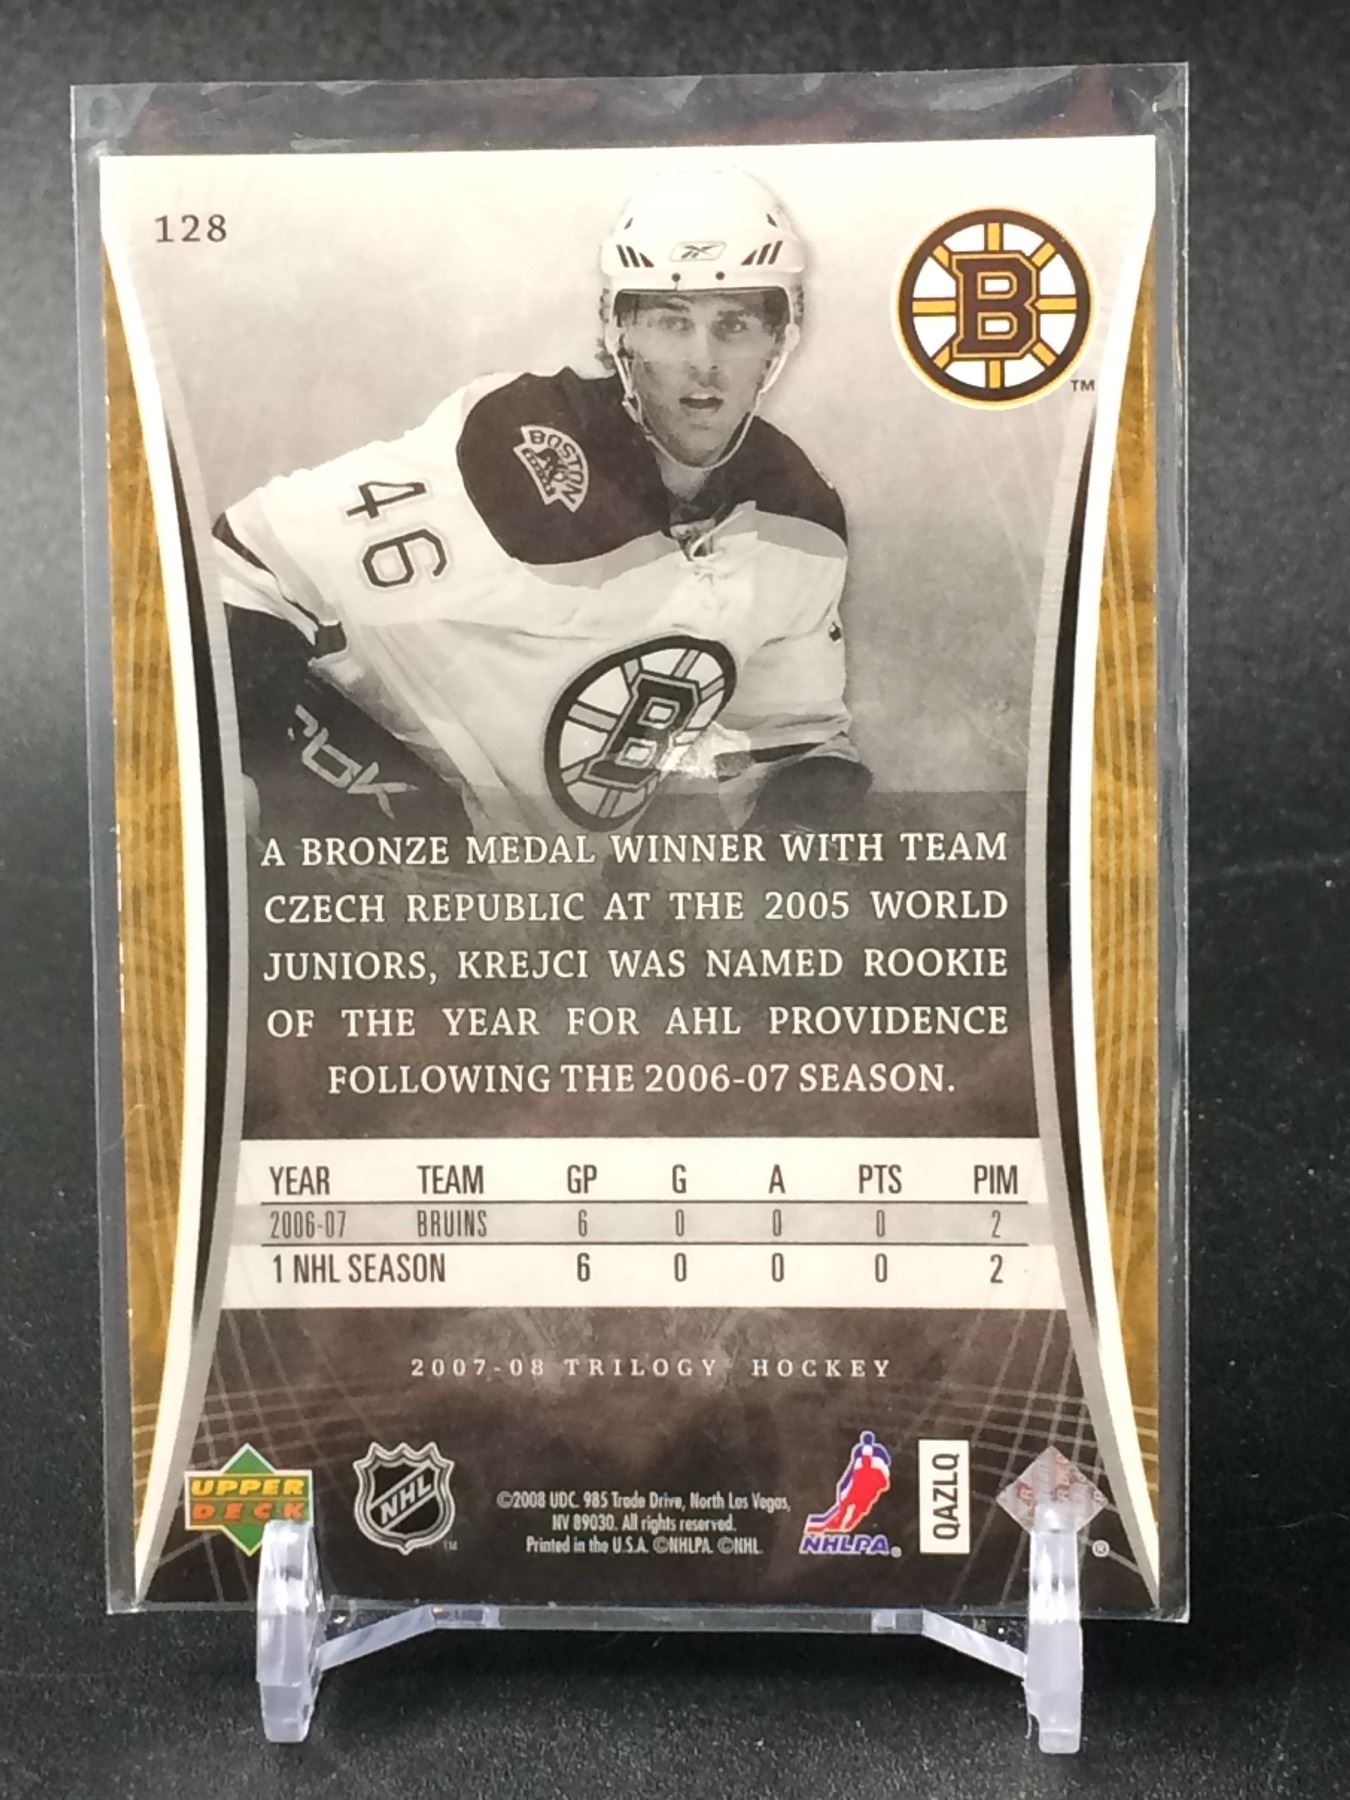 128
B
TM
BOSTON
46
B
A BRONZE MEDAL WINNER WITH TEAM
CZECH REPUBLIC AT THE 2005 WORLD
JUNIORS, KREJCI WAS NAMED ROOKIE
OF THE YEAR FOR AHL PROVIDENCE
FOLLOWING THE 2006-07 SEASON.
YEAR TEAM GP G A PTS PIM
2006-07 BRUINS 6 0 0 0 2
1 NHL SEASON 6 0 0 0 2
2007-08 TRILOGY HOCKEY
UPPER
DECK
NHL
TM
©2008 UDC. 985 Trade Drive, North Las Vegas,
NV 89030. All rights reserved.
Printed in the U.S.A. ©NHLPA. ©NHL.
NHLPA®
QAZLQ
®